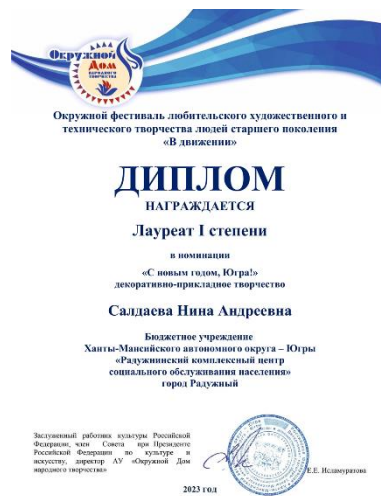 Окружной
Дом
НАРОДНОГО
ТВОРЧЕСТВА
Окружной фестиваль любительского художественного и
технического творчества людей старшего поколения
«В движении»
ДИПЛОМ
НАГРАЖДАЕТСЯ
Лауреат I степени
в номинации
«С новым годом, Югра!»
декоративно-прикладное творчество
Салдаева Нина Андреевна
Бюджетное учреждение
Ханты-Мансийского автономного округа – Югры
«Радужнинский комплексный центр
социального обслуживания населения»
город Радужный
Заслуженный работник культуры Российской
Федерации, член Совета при Президенте
Российской Федерации по культуре и
искусству, директор АУ «Окружной Дом
народного творчества»
Е.Е. Исламуратова
2023 год